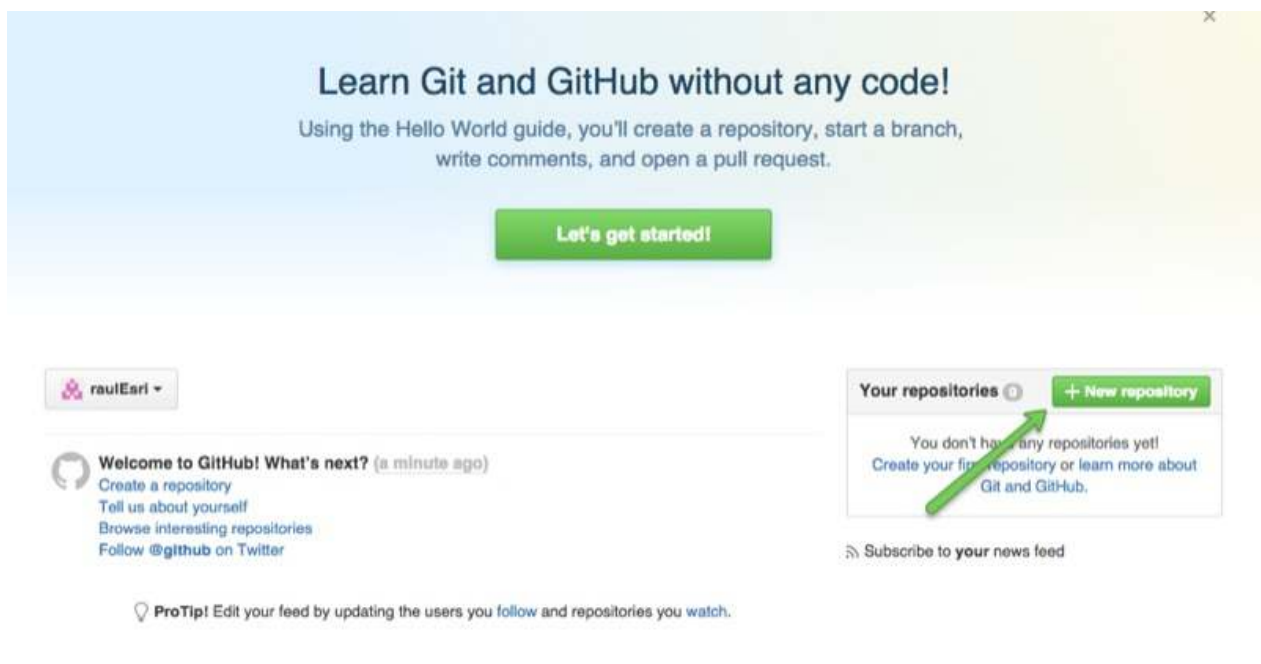 ×
Learn Git and GitHub without any code!
Using the Hello World guide, you'll create a repository, start a branch,
write comments, and open a pull request.
Let's get started!
raulEsri
Your repositories 0
+ New repository
You don't have any repositories yet!
Create your first repository or learn more about
Git and GitHub.
Welcome to GitHub! What's next? (a minute ago)
Create a repository
Tell us about yourself
Browse interesting repositories
Follow @github on Twitter
Subscribe to your news feed
ProTip! Edit your feed by updating the users you follow and repositories you watch.